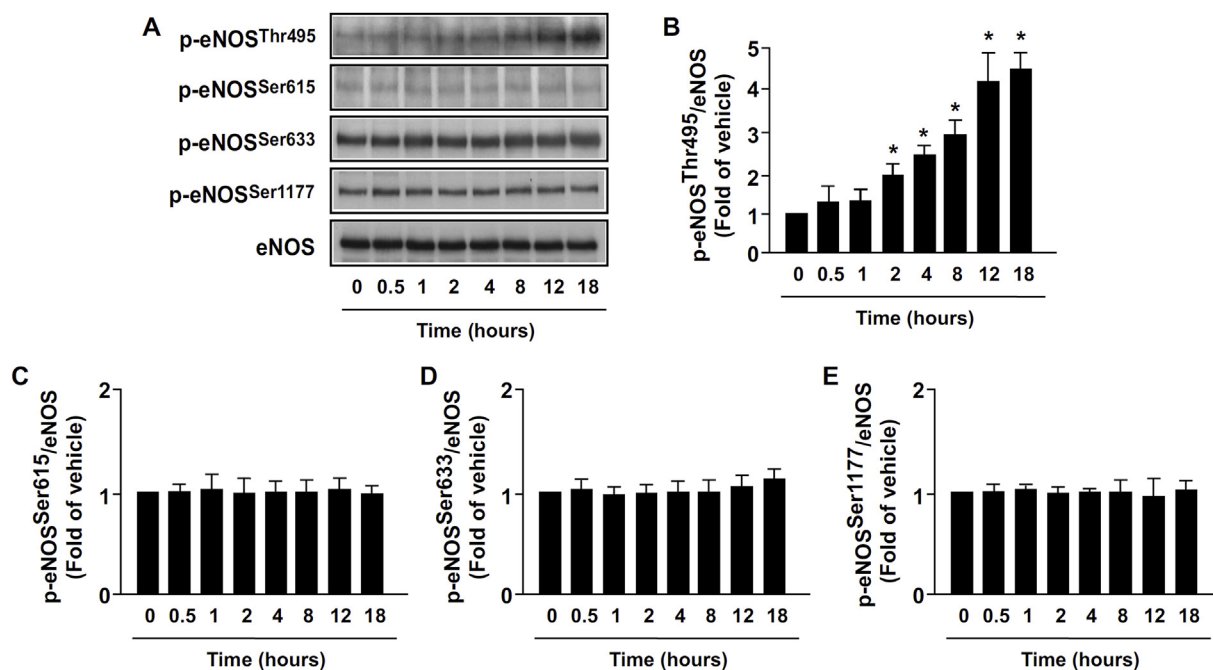 A
p-eNOSThr495
p-eNOSSer615
p-eNOSSer633
p-eNOSSer1177
eNOS
0 0.5 1 2 4 8 12 18
Time (hours)
B
p-eNOSThr495/eNOS
(Fold of vehicle)
5
4
3
2
1
0
* * * * *
0 0.5 1 2 4 8 12 18
Time (hours)
C
p-eNOSSer615/eNOS
(Fold of vehicle)
2
1
0
0 0.5 1 2 4 8 12 18
Time (hours)
D
p-eNOSSer633/eNOS
(Fold of vehicle)
2
1
0
0 0.5 1 2 4 8 12 18
Time (hours)
E
p-eNOSSer1177/eNOS
(Fold of vehicle)
2
1
0
0 0.5 1 2 4 8 12 18
Time (hours)